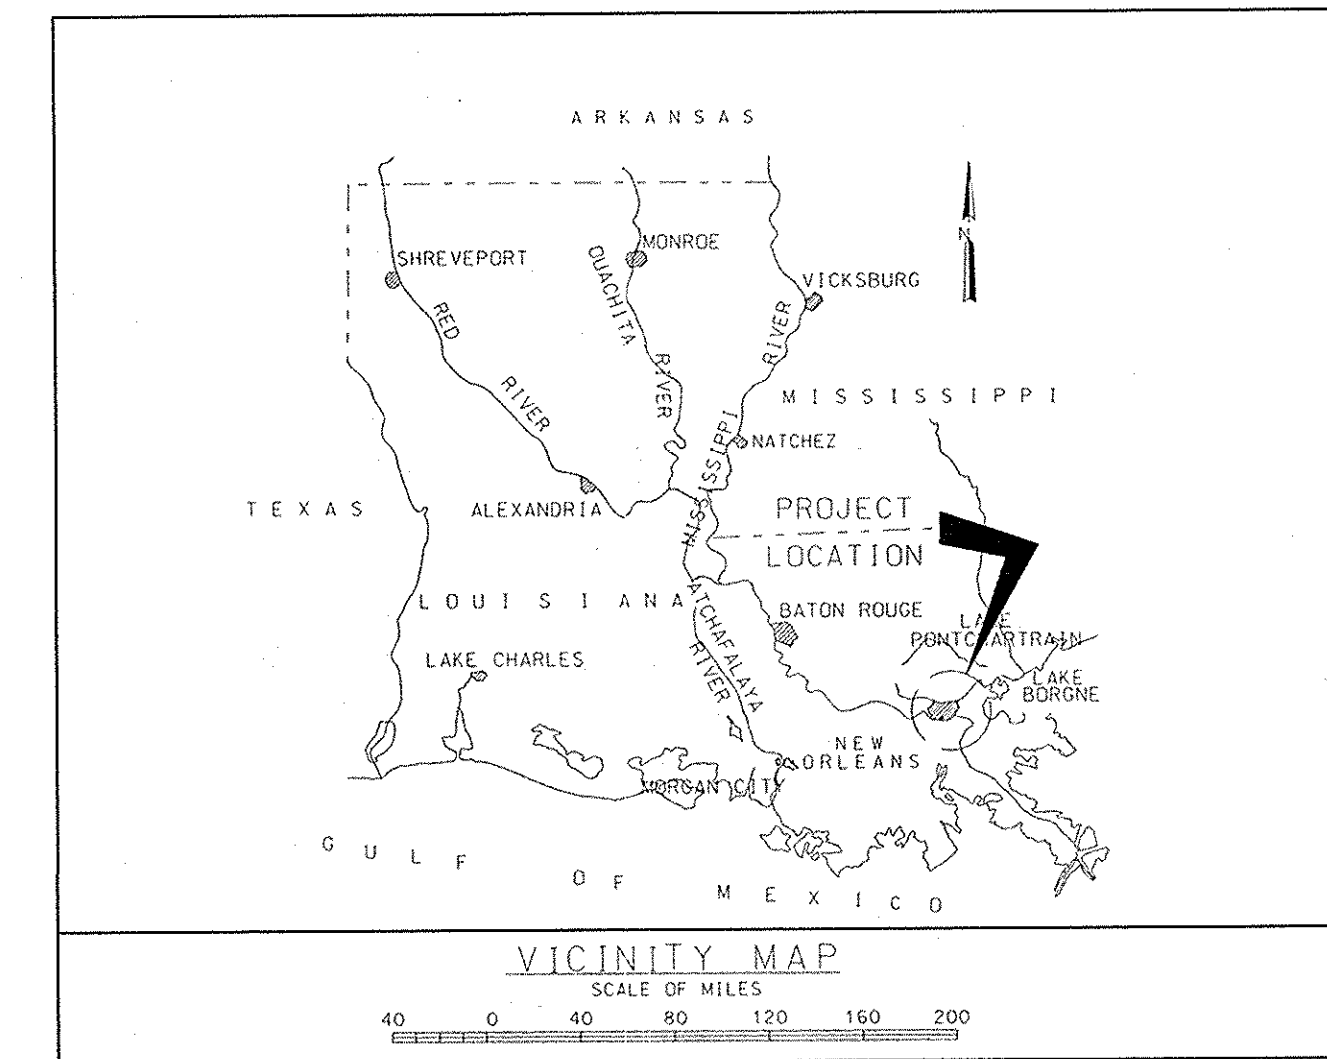 ARKANSAS
N
SHREVEPORT
MONROE
OUACHITA
RIVER
VICKSBURG
RED
RIVER
MISSISSIPPI
RIVER
MISSISSIPPI
NATCHEZ
TEXAS
ALEXANDRIA
PROJECT
LOCATION
LOUISIANA
ATCHAFALAYA
RIVER
BATON ROUGE
LAKE
PONTCHARTRAIN
LAKE CHARLES
LAKE
BORGNE
NEW
ORLEANS
MORGAN CITY
GULF OF MEXICO
VICINITY MAP
SCALE OF MILES
40 0 40 80 120 160 200